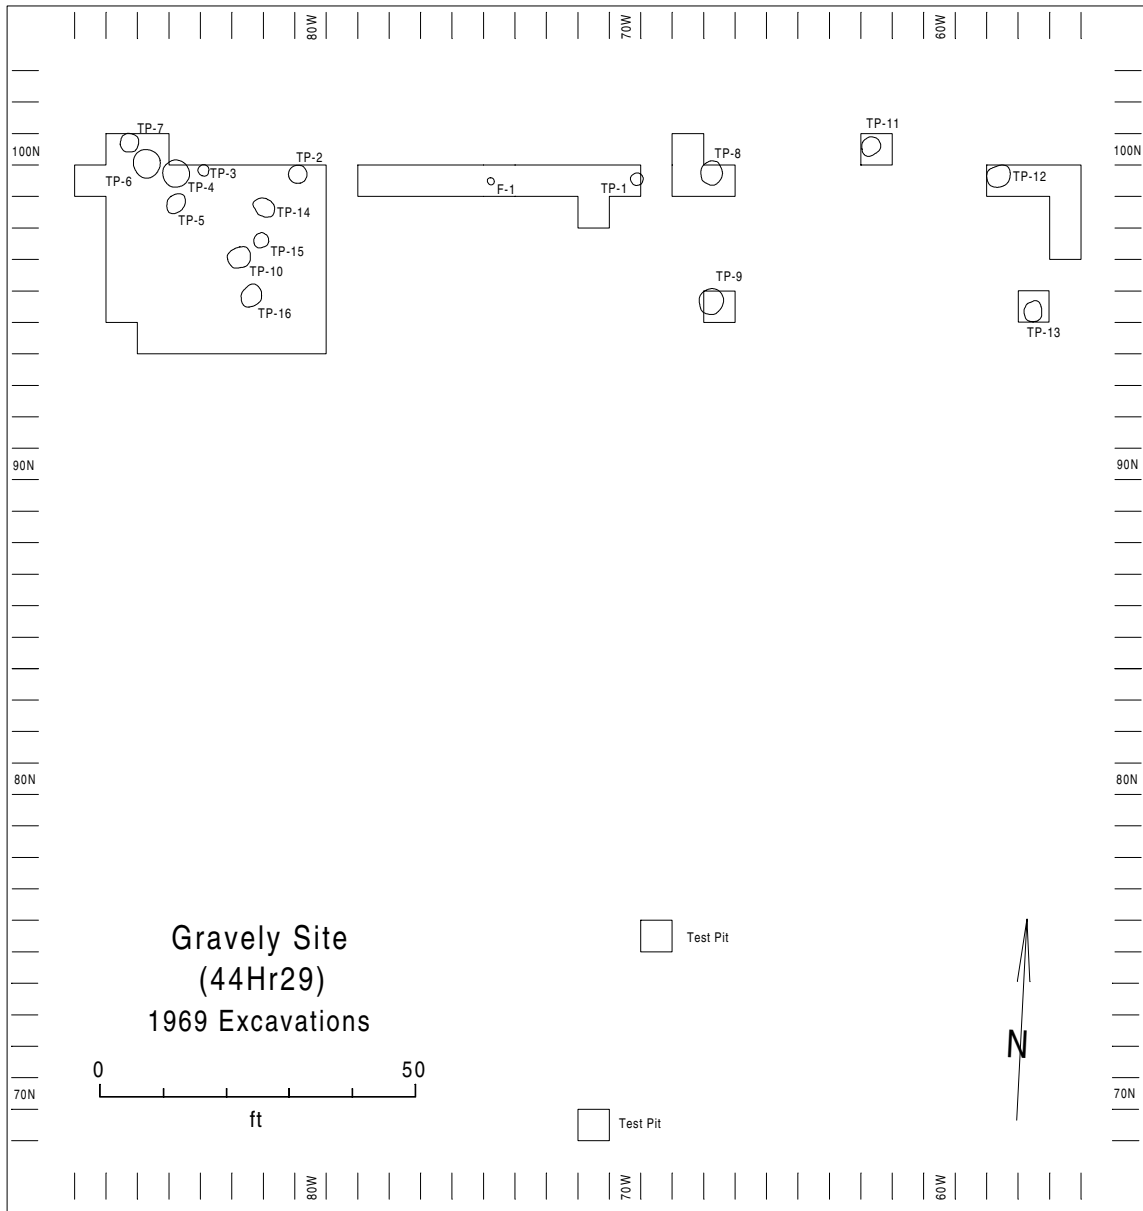 80W
70W
60W
TP-7
TP-11
100N
100N
TP-2
TP-8
TP-6
TP-4
TP-3
F-1
TP-1
TP-12
TP-5
TP-14
TP-15
TP-10
TP-9
TP-16
TP-13
90N
90N
80N
80N
Gravely Site
Test Pit
(44Hr29)
1969 Excavations
N
0
50
70N
70N
ft
Test Pit
80W
70W
60W